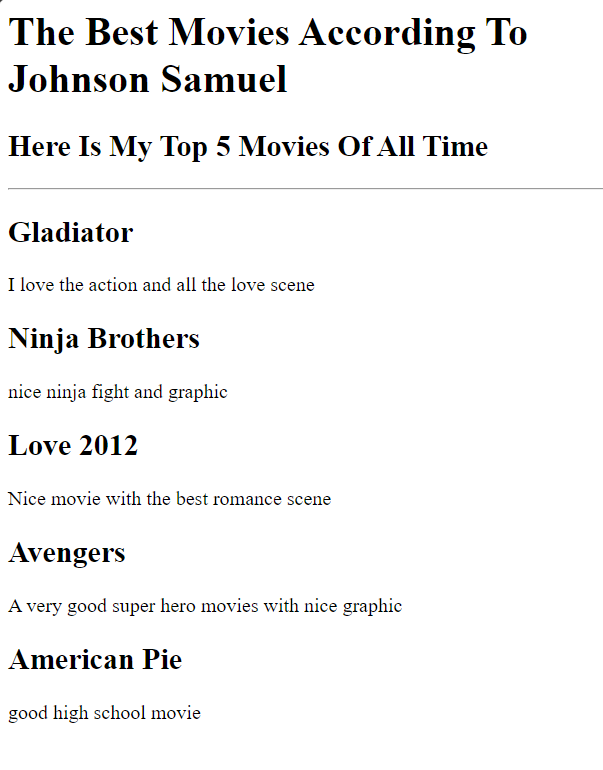 The Best Movies According To
Johnson Samuel
Here Is My Top 5 Movies Of All Time
Gladiator
I love the action and all the love scene
Ninja Brothers
nice ninja fight and graphic
Love 2012
Nice movie with the best romance scene
Avengers
A very good super hero movies with nice graphic
American Pie
good high school movie